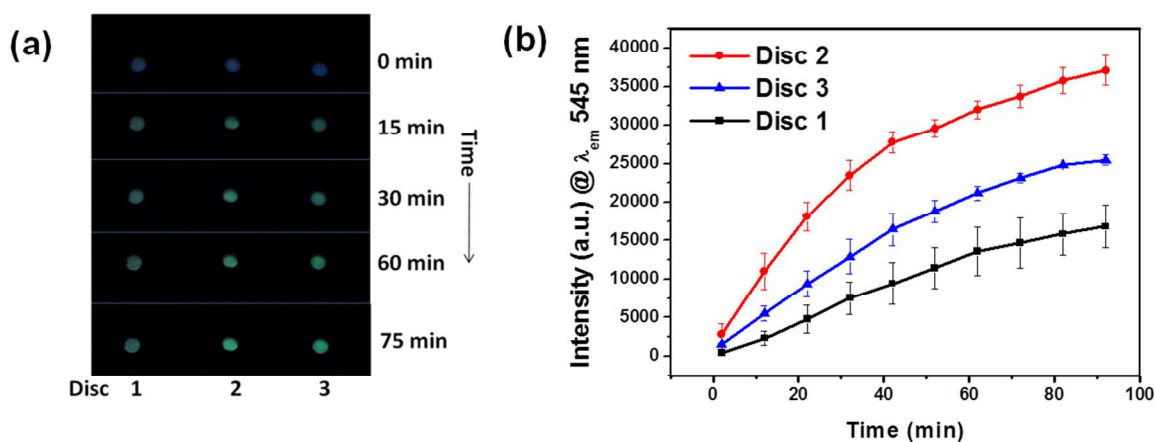 (a)
0 min
15 min
30 min
60 min
75 min
Time
Disc 1 2 3
(b)
Disc 2
Disc 3
Disc 1
Intensity (a.u.) @ λem 545 nm
40000
35000
30000
25000
20000
15000
10000
5000
0
0 20 40 60 80 100
Time (min)